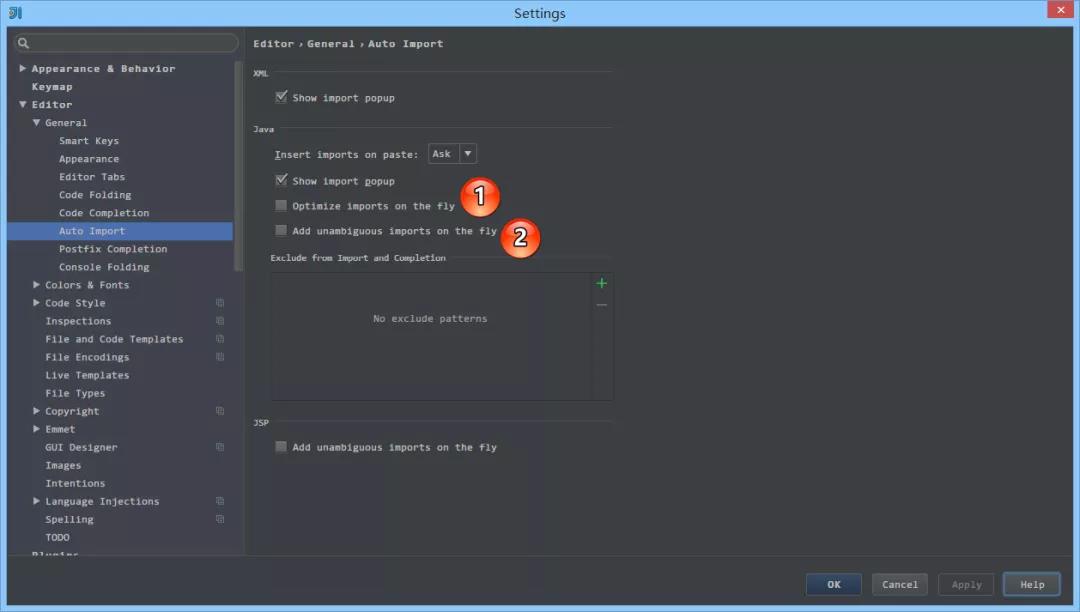 Settings
Editor › General › Auto Import
Appearance & Behavior
Keymap
Editor
General
Smart Keys
Appearance
Editor Tabs
Code Folding
Code Completion
Auto Import
Postfix Completion
Console Folding
Colors & Fonts
Code Style
Inspections
File and Code Templates
File Encodings
Live Templates
File Types
Copyright
Emmet
GUI Designer
Images
Intentions
Language Injections
Spelling
TODO
Plugins
XML
Show import popup
Java
Insert imports on paste: Ask
Show import popup
Optimize imports on the fly 1
Add unambiguous imports on the fly 2
Exclude from Import and Completion
No exclude patterns
JSP
Add unambiguous imports on the fly
OK Cancel Apply Help